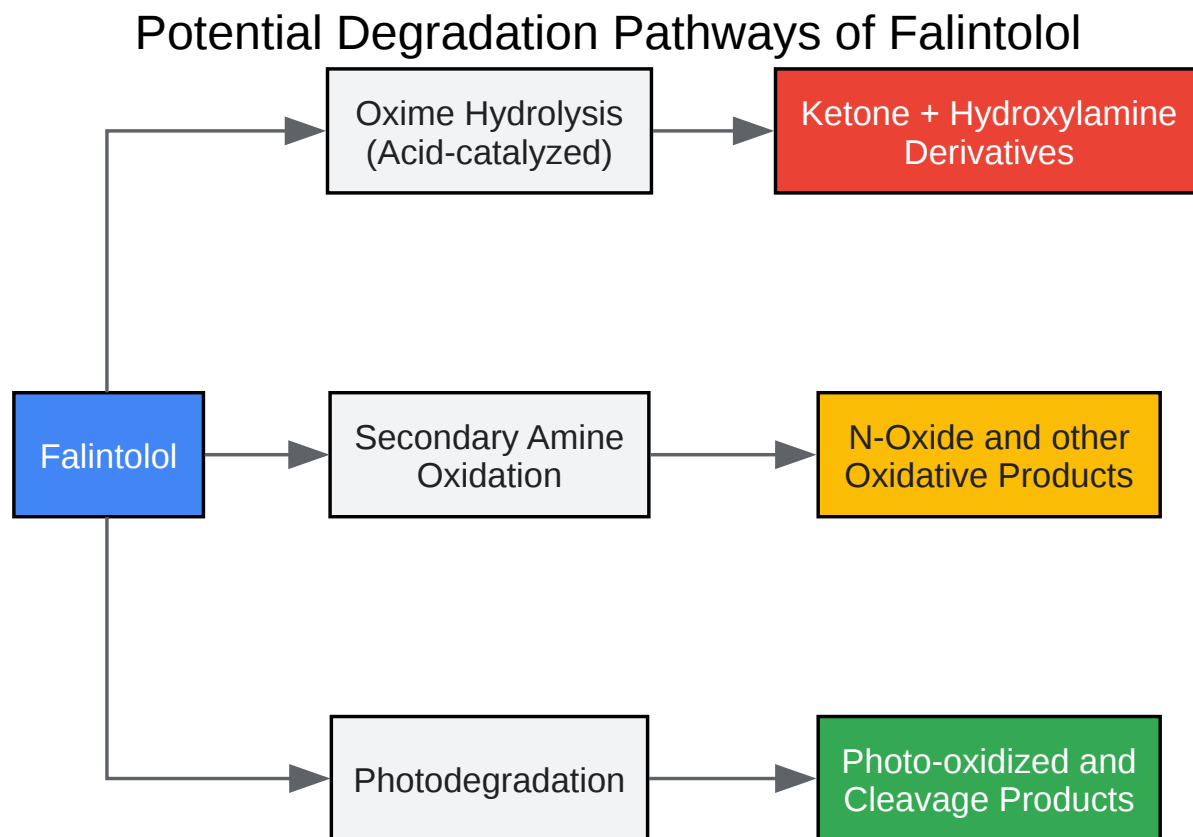 Potential Degradation Pathways of Falintolol
Oxime Hydrolysis
(Acid-catalyzed)
Ketone + Hydroxylamine
Derivatives
Falintolol
Secondary Amine
Oxidation
N-Oxide and other
Oxidative Products
Photodegradation
Photo-oxidized and
Cleavage Products